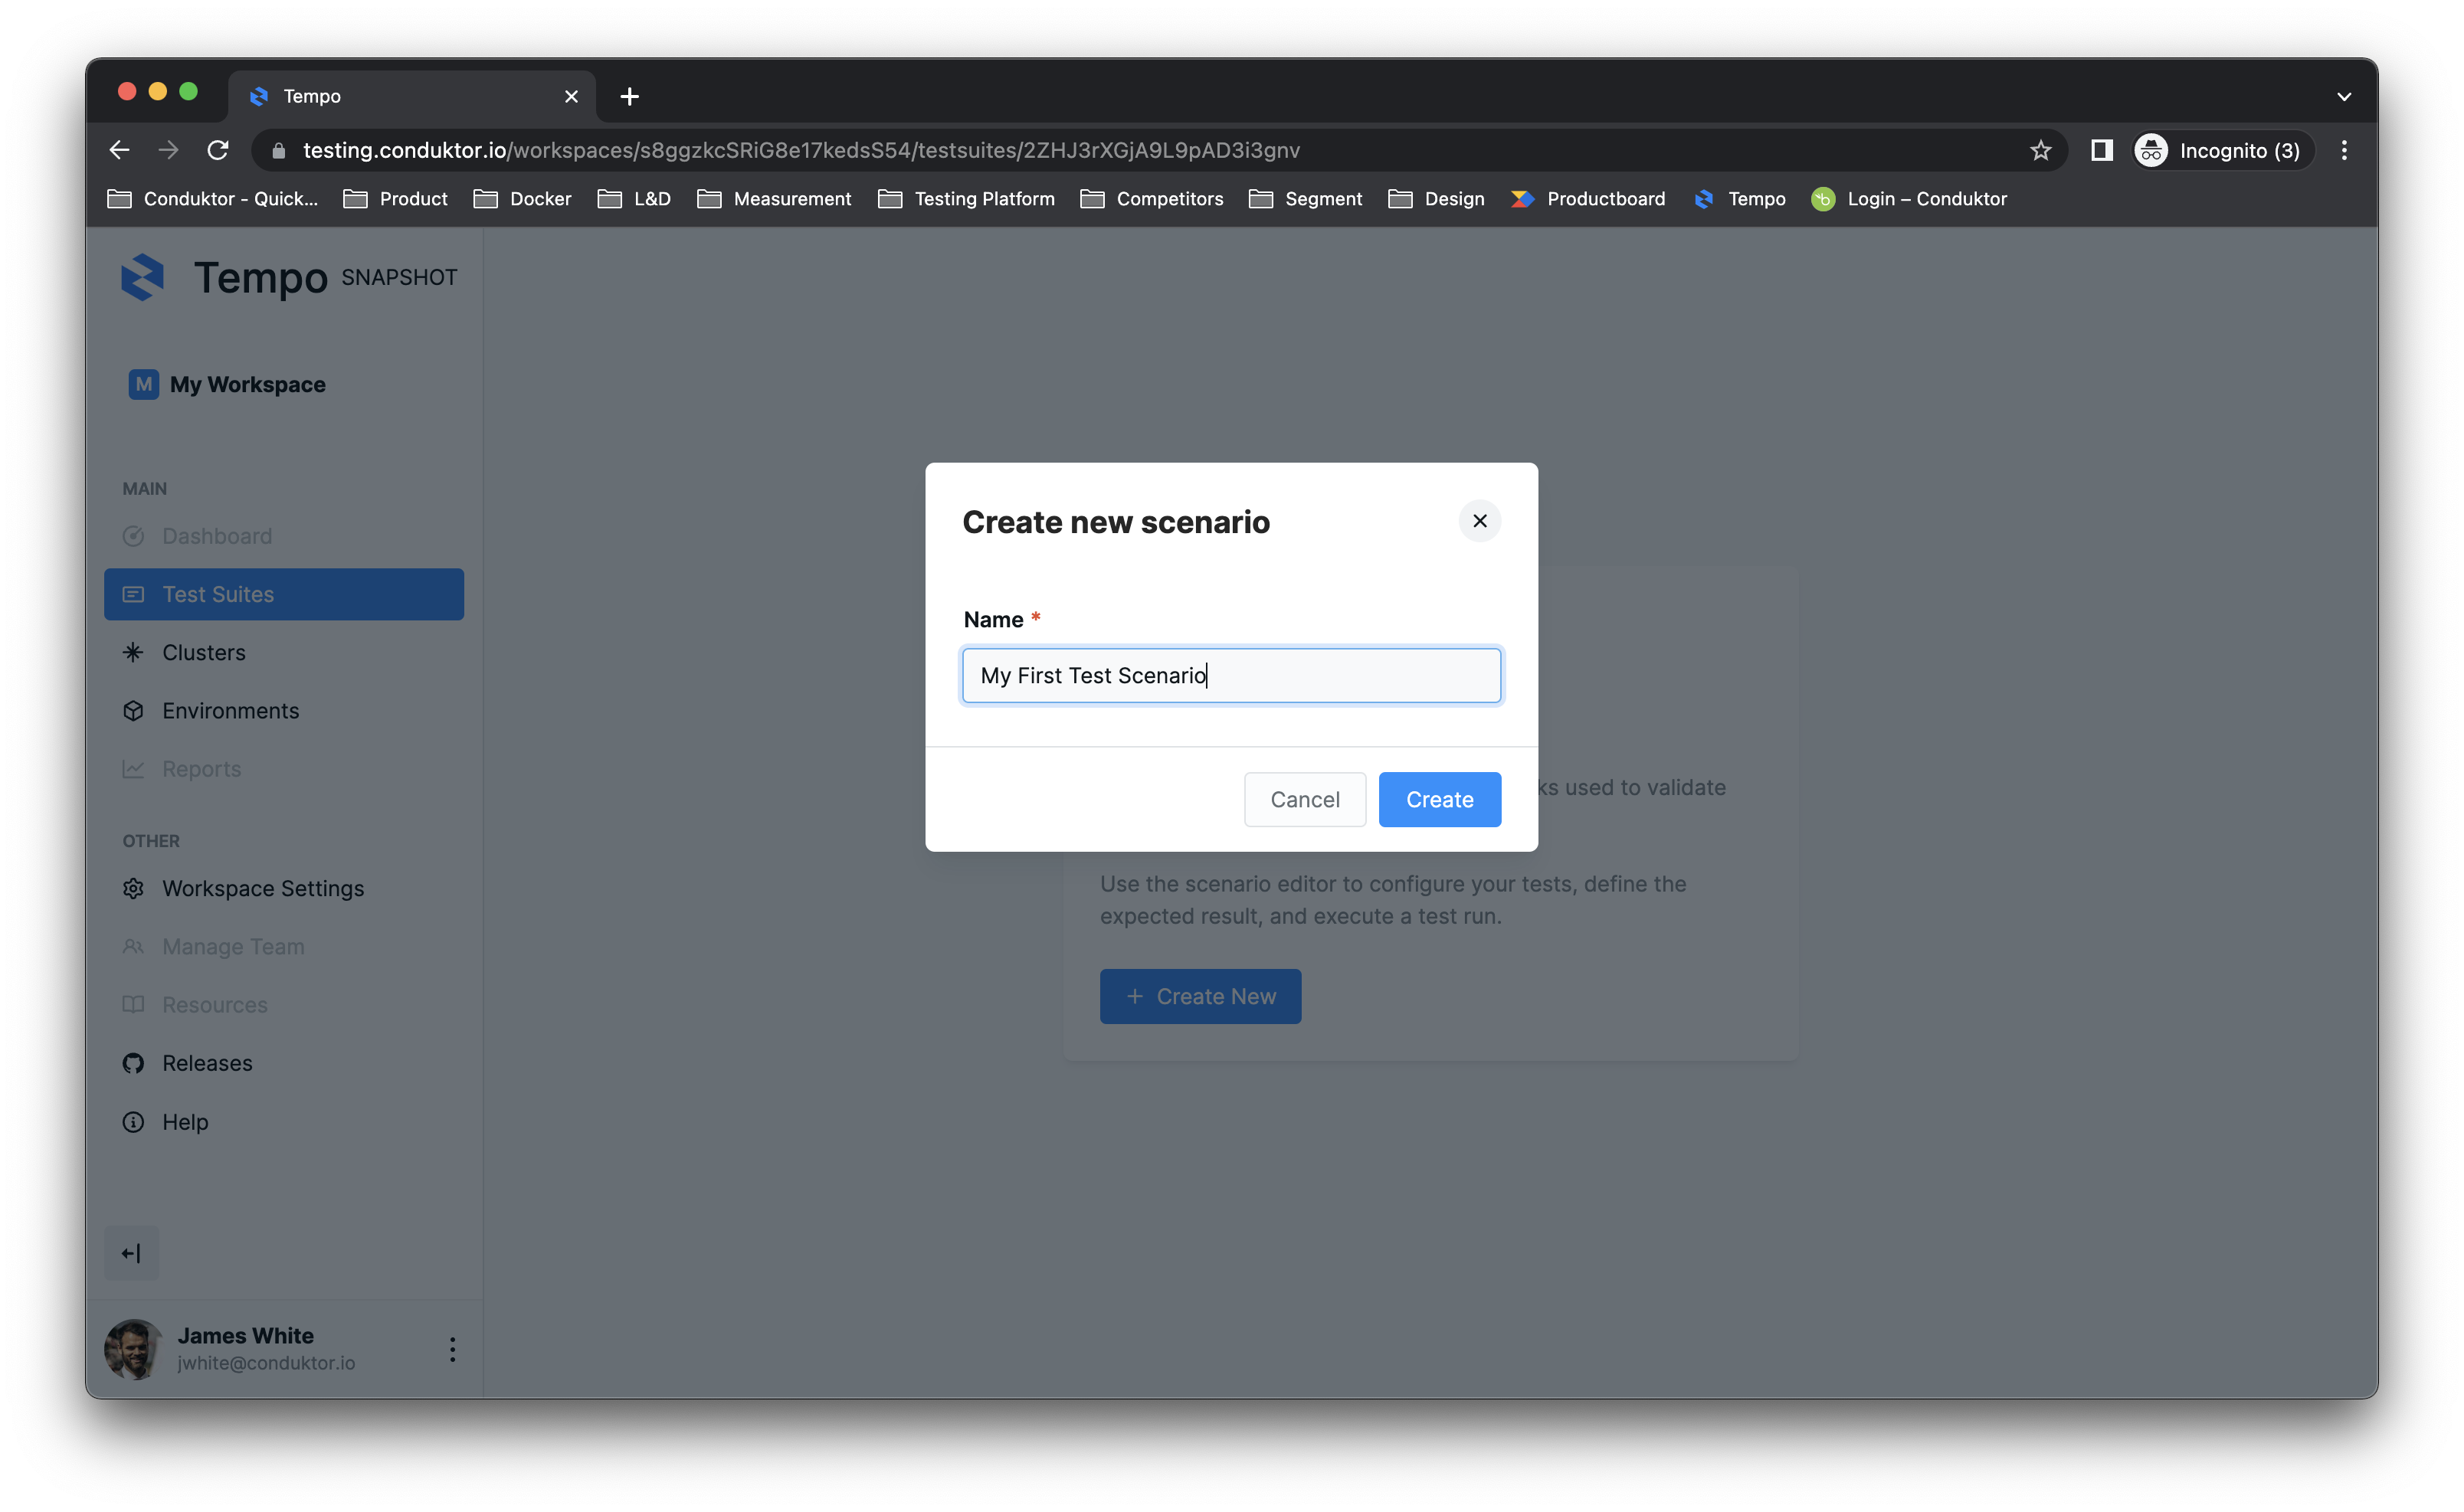 Tempo
testing.conduktor.io/workspaces/s8ggzkcSRiG8e17kedsS54/testsuites/2ZHJ3rXGjA9L9pAD3i3gnv
Incognito (3)
Conduktor - Quick... Product Docker L&D Measurement Testing Platform Competitors Segment Design Productboard Tempo Login – Conduktor
Tempo SNAPSHOT
M My Workspace
MAIN
Dashboard
Test Suites
Clusters
Environments
Reports
OTHER
Workspace Settings
Manage Team
Resources
Releases
Help
James White
jwhite@conduktor.io
Create new scenario
Name *
My First Test Scenario
Cancel Create
used to validate
Use the scenario editor to configure your tests, define the
expected result, and execute a test run.
+ Create New